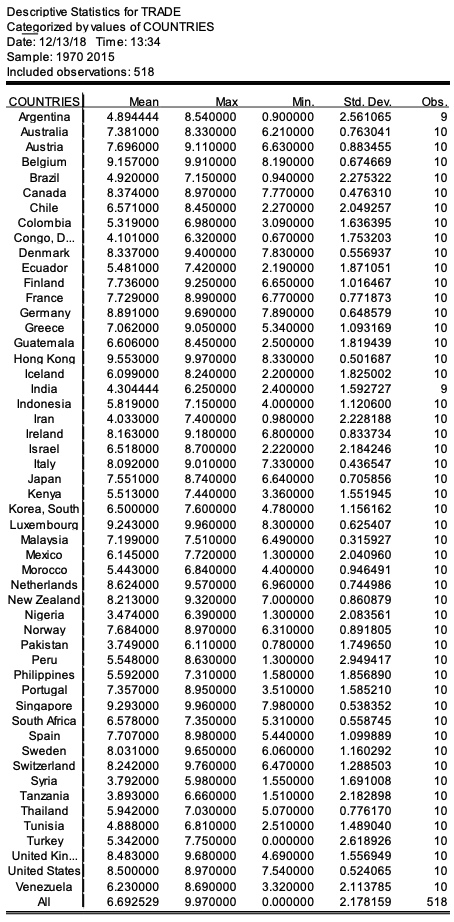 Descriptive Statistics for TRADE
Categorized by values of COUNTRIES
Date: 12/13/18 Time: 13:34
Sample: 1970 2015
Included observations: 518
COUNTRIES Mean Max Min. Std. Dev. Obs.
Argentina 4.894444 8.540000 0.900000 2.561065 9
Australia 7.381000 8.330000 6.210000 0.763041 10
Austria 7.696000 9.110000 6.630000 0.883455 10
Belgium 9.157000 9.910000 8.190000 0.674669 10
Brazil 4.920000 7.150000 0.940000 2.275322 10
Canada 8.374000 8.970000 7.770000 0.476310 10
Chile 6.571000 8.450000 2.270000 2.049257 10
Colombia 5.319000 6.980000 3.090000 1.636395 10
Congo, D... 4.101000 6.320000 0.670000 1.753203 10
Denmark 8.337000 9.400000 7.830000 0.556937 10
Ecuador 5.481000 7.420000 2.190000 1.871051 10
Finland 7.736000 9.250000 6.650000 1.016467 10
France 7.729000 8.990000 6.770000 0.771873 10
Germany 8.891000 9.690000 7.890000 0.648579 10
Greece 7.062000 9.050000 5.340000 1.093169 10
Guatemala 6.606000 8.450000 2.500000 1.819439 10
Hong Kong 9.553000 9.970000 8.330000 0.501687 10
Iceland 6.099000 8.240000 2.200000 1.825002 10
India 4.304444 6.250000 2.400000 1.592727 9
Indonesia 5.819000 7.150000 4.000000 1.120600 10
Iran 4.033000 7.400000 0.980000 2.228188 10
Ireland 8.163000 9.180000 6.800000 0.833734 10
Israel 6.518000 8.700000 2.220000 2.184246 10
Italy 8.092000 9.010000 7.330000 0.436547 10
Japan 7.551000 8.740000 6.640000 0.705856 10
Kenya 5.513000 7.440000 3.360000 1.551945 10
Korea, South 6.500000 7.600000 4.780000 1.156162 10
Luxembourg 9.243000 9.960000 8.300000 0.625407 10
Malaysia 7.199000 7.510000 6.490000 0.315927 10
Mexico 6.145000 7.720000 1.300000 2.040960 10
Morocco 5.443000 6.840000 4.400000 0.946491 10
Netherlands 8.624000 9.570000 6.960000 0.744986 10
New Zealand 8.213000 9.320000 7.000000 0.860879 10
Nigeria 3.474000 6.390000 1.300000 2.083561 10
Norway 7.684000 8.970000 6.310000 0.891805 10
Pakistan 3.749000 6.110000 0.780000 1.749650 10
Peru 5.548000 8.630000 1.300000 2.949417 10
Philippines 5.592000 7.310000 1.580000 1.856890 10
Portugal 7.357000 8.950000 3.510000 1.585210 10
Singapore 9.293000 9.960000 7.980000 0.538352 10
South Africa 6.578000 7.350000 5.310000 0.558745 10
Spain 7.707000 8.980000 5.440000 1.099889 10
Sweden 8.031000 9.650000 6.060000 1.160292 10
Switzerland 8.242000 9.760000 6.470000 1.288503 10
Syria 3.792000 5.980000 1.550000 1.691008 10
Tanzania 3.893000 6.660000 1.510000 2.182898 10
Thailand 5.942000 7.030000 5.070000 0.776170 10
Tunisia 4.888000 6.810000 2.510000 1.489040 10
Turkey 5.342000 7.750000 0.000000 2.618926 10
United Kin... 8.483000 9.680000 4.690000 1.556949 10
United States 8.500000 8.970000 7.540000 0.524065 10
Venezuela 6.230000 8.690000 3.320000 2.113785 10
All 6.692529 9.970000 0.000000 2.178159 518